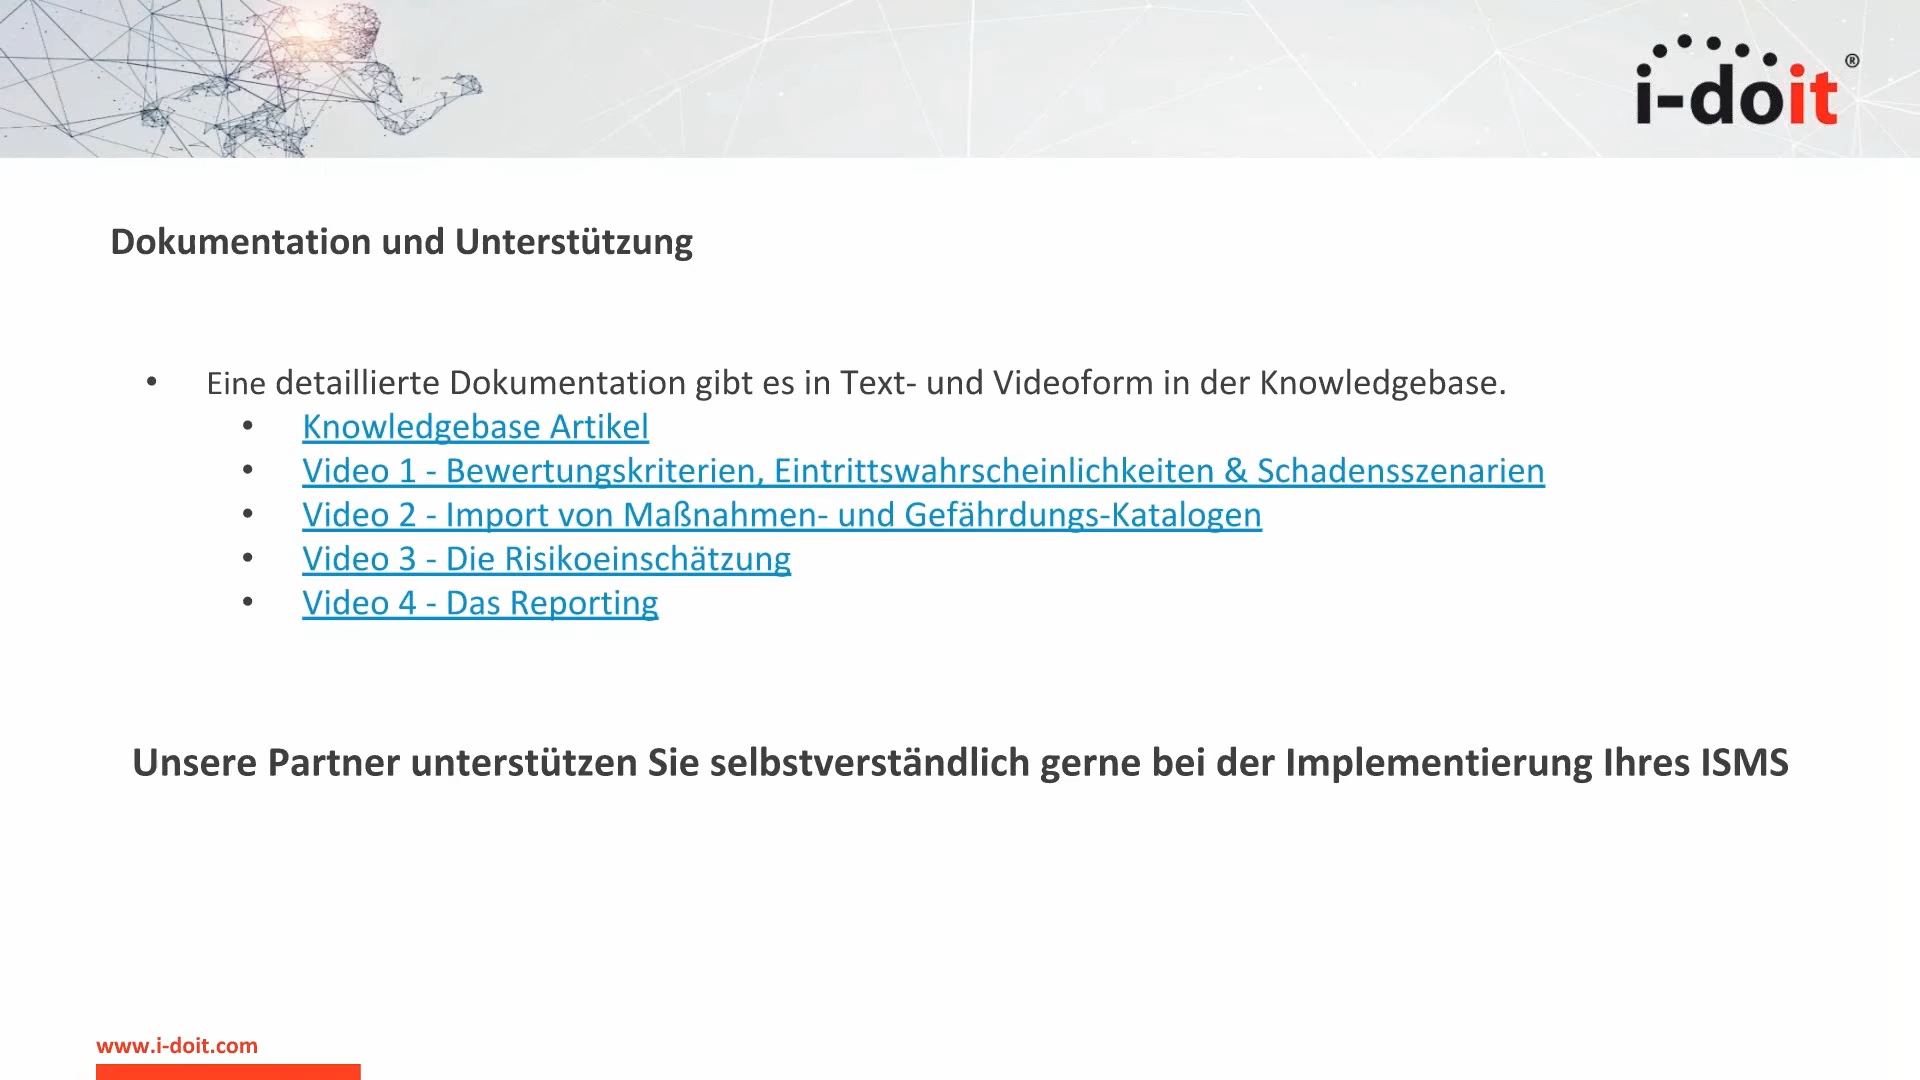 i-doit®
Dokumentation und Unterstützung
• Eine detaillierte Dokumentation gibt es in Text- und Videoform in der Knowledgebase.
• Knowledgebase Artikel
• Video 1 - Bewertungskriterien, Eintrittswahrscheinlichkeiten & Schadensszenarien
• Video 2 - Import von Maßnahmen- und Gefährdungs-Katalogen
• Video 3 - Die Risikoeinschätzung
• Video 4 - Das Reporting
Unsere Partner unterstützen Sie selbstverständlich gerne bei der Implementierung Ihres ISMS
www.i-doit.com